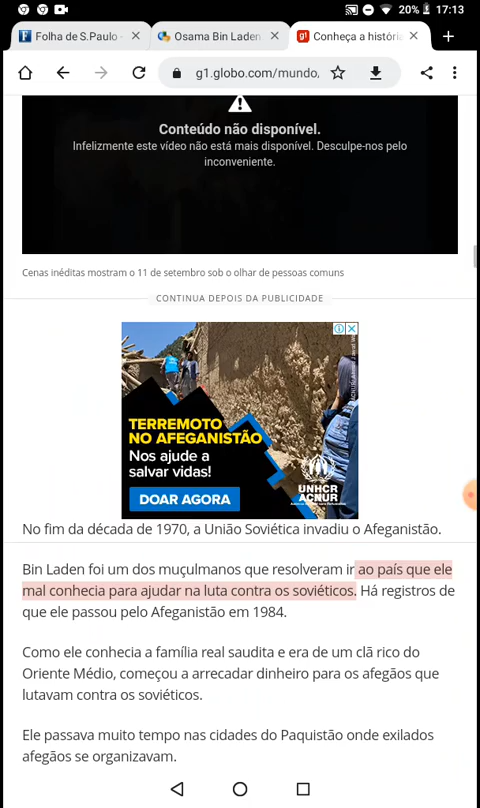 20% 17:13
Folha de S.Paulo -
Osama Bin Laden
Conheça a históri
g1.globo.com/mundo,
Conteúdo não disponível.
Infelizmente este vídeo não está mais disponível. Desculpe-nos pelo
inconveniente.
Cenas inéditas mostram o 11 de setembro sob o olhar de pessoas comuns
CONTINUA DEPOIS DA PUBLICIDADE
TERREMOTO
NO AFEGANISTÃO
Nos ajude a
salvar vidas!
DOAR AGORA
UNHCR
ACNUR
No fim da década de 1970, a União Soviética invadiu o Afeganistão.
Bin Laden foi um dos muçulmanos que resolveram ir ao país que ele
mal conhecia para ajudar na luta contra os soviéticos. Há registros de
que ele passou pelo Afeganistão em 1984.
Como ele conhecia a família real saudita e era de um clã rico do
Oriente Médio, começou a arrecadar dinheiro para os afegãos que
lutavam contra os soviéticos.
Ele passava muito tempo nas cidades do Paquistão onde exilados
afegãos se organizavam.